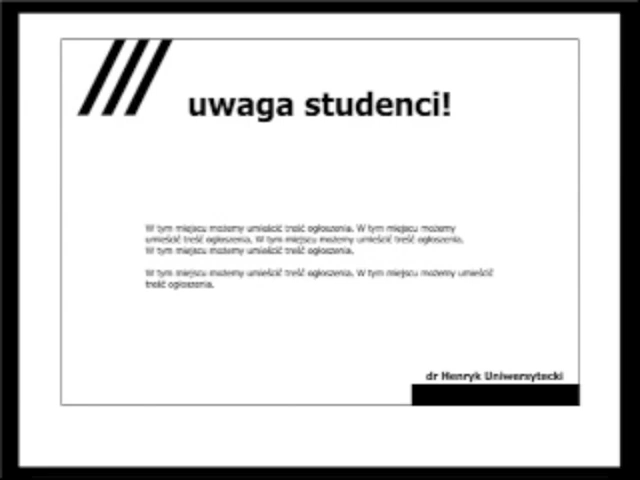 uwaga studenci!
W tym miejscu możemy umieścić treść ogłoszenia. W tym miejscu możemy
umieścić treść ogłoszenia. W tym miejscu możemy umieścić treść ogłoszenia.
W tym miejscu możemy umieścić treść ogłoszenia.
W tym miejscu możemy umieścić treść ogłoszenia. W tym miejscu możemy umieścić
treść ogłoszenia.
dr Henryk Uniwersytecki